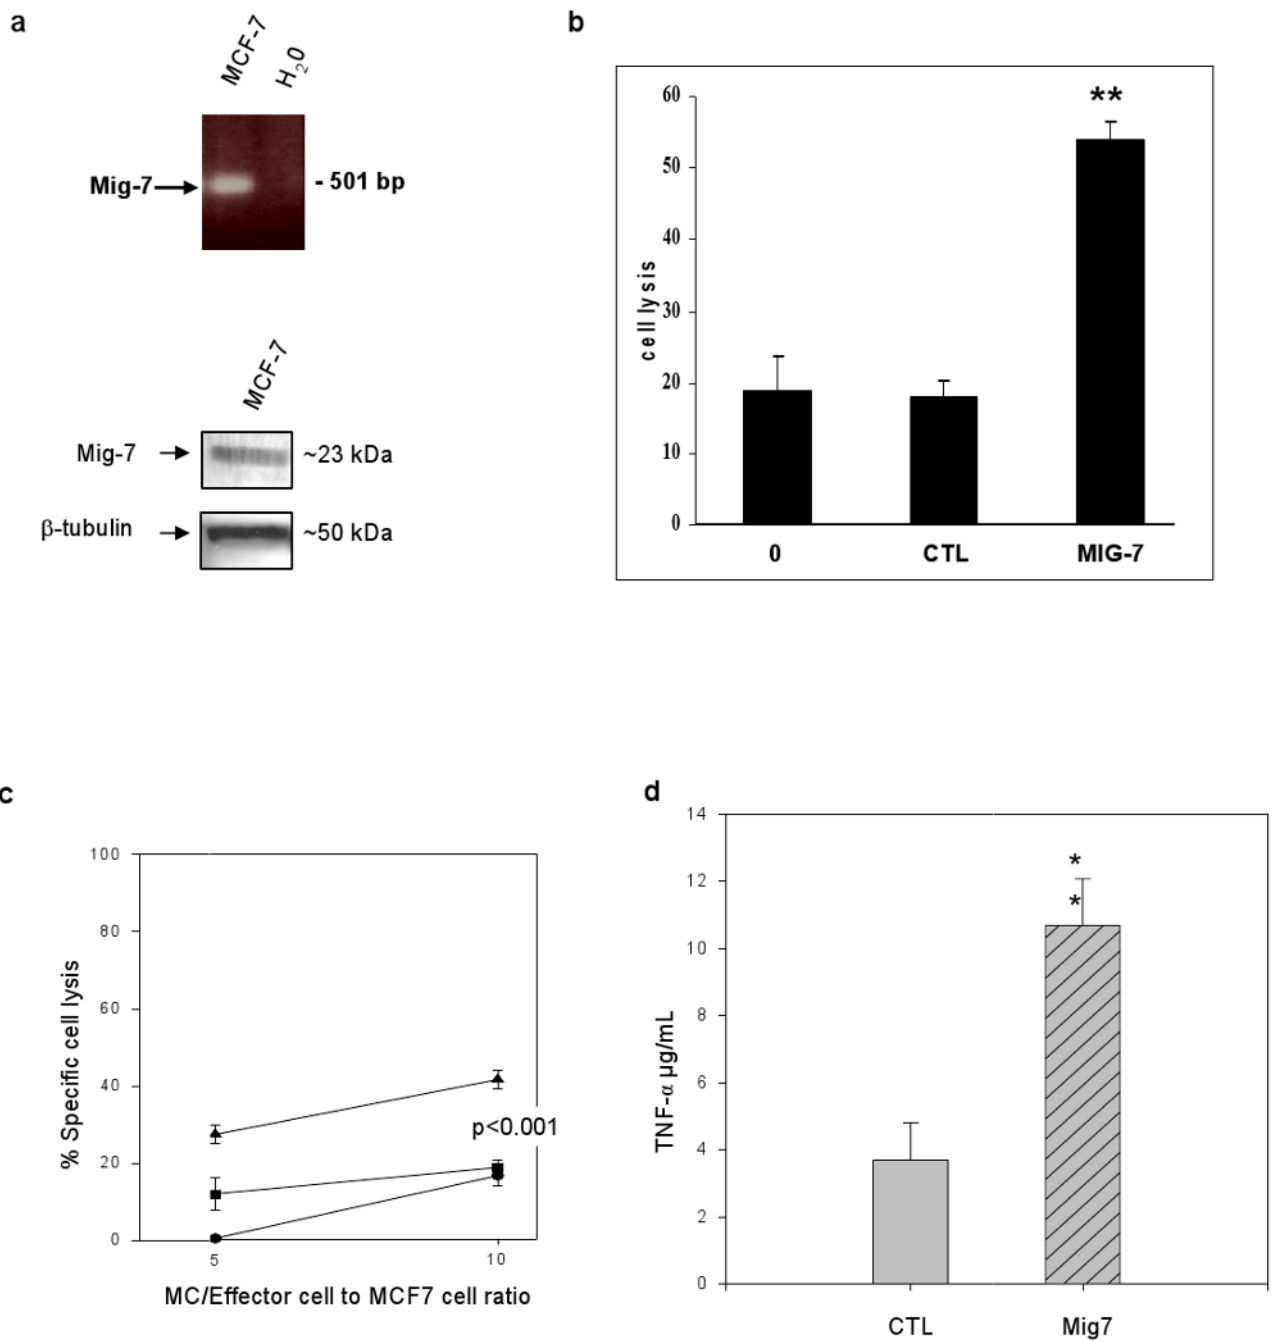 a
MCF-7
H20
Mig-7
- 501 bp
MCF-7
Mig-7
~23 kDa
β-tubulin
~50 kDa
b
**
60
50
40
30
20
10
0
cell lysis
0
CTL
MIG-7
c
100
80
60
40
20
0
% Specific cell lysis
p<0.001
5
10
MC/Effector cell to MCF7 cell ratio
d
14
12
10
8
6
4
2
0
TNF-α µg/mL
*
*
CTL
Mig7